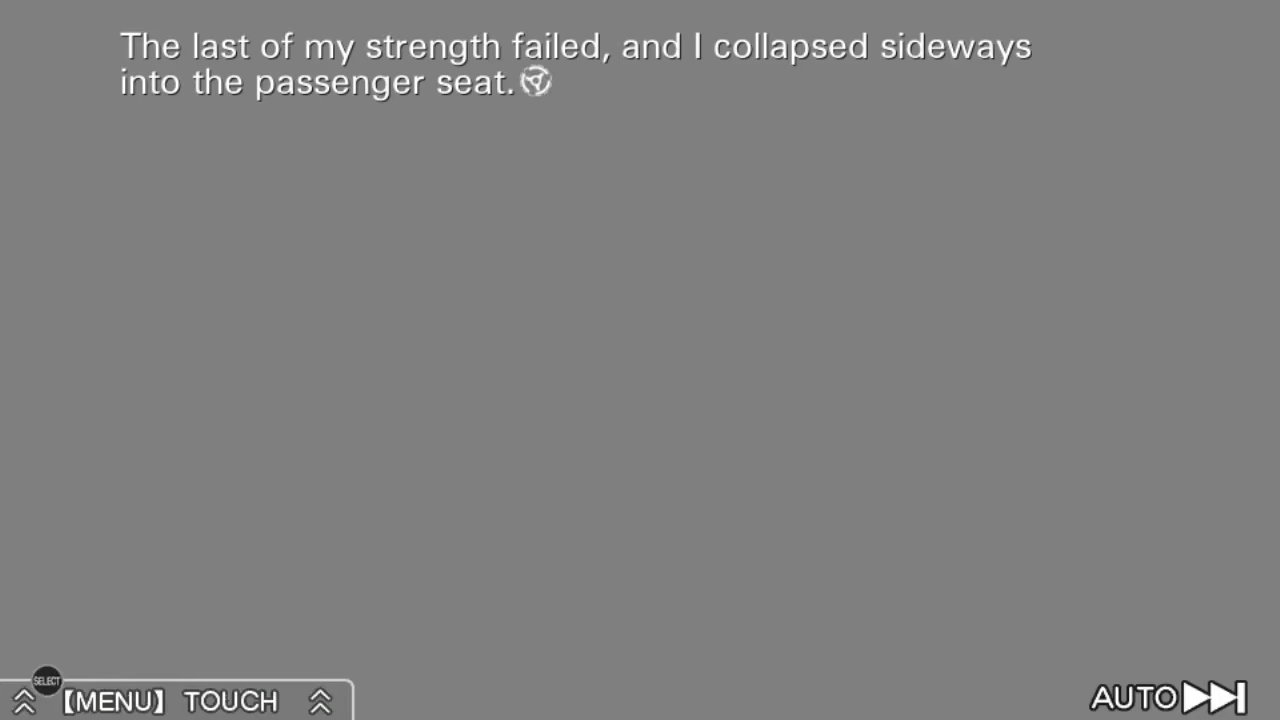 The last of my strength failed, and I collapsed sideways
into the passenger seat.
SELECT
【MENU】 TOUCH
AUTO